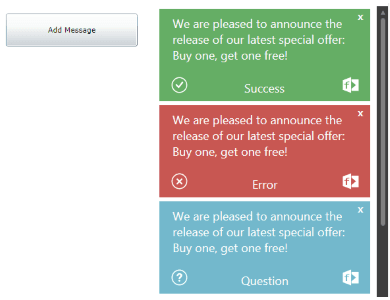 Add Message
x
We are pleased to announce the
release of our latest special offer:
Buy one, get one free!
Success
x
We are pleased to announce the
release of our latest special offer:
Buy one, get one free!
Error
x
We are pleased to announce the
release of our latest special offer:
Buy one, get one free!
Question